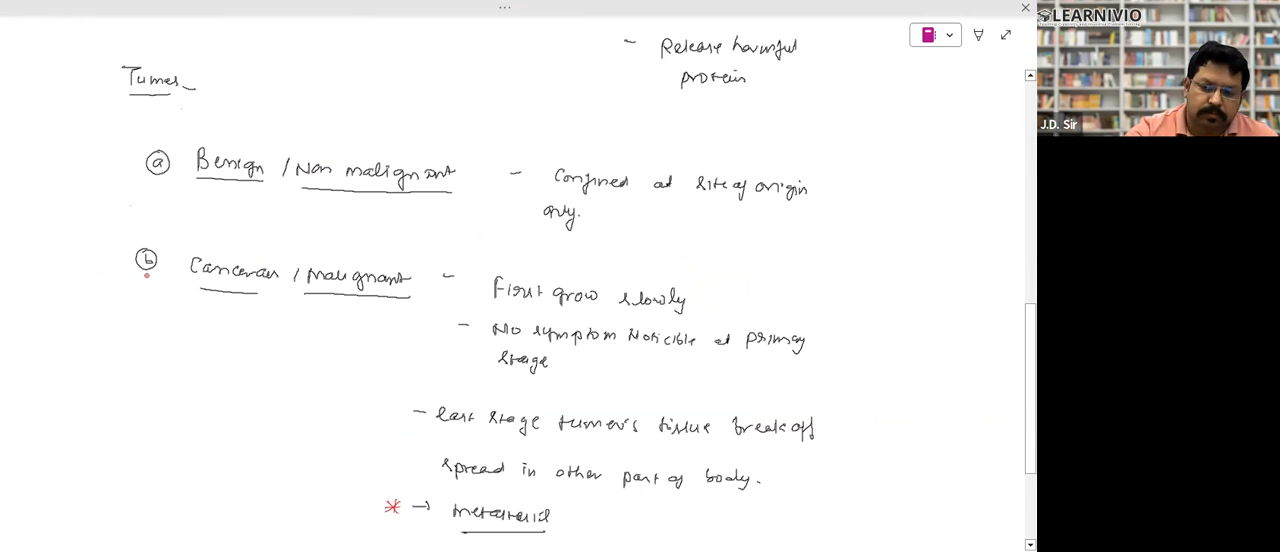 LEARNIVIO
- Release harmful
protein
Tumer
J.D. Sir
(a) Benign / Non malignant - Confined at site of origin
only.
(b) Cancerous / Malignant - First grow slowly
- No symptom Noticible at primary
stage
- last stage tumer's tissue break off
spread in other part of body.
* → metastasis